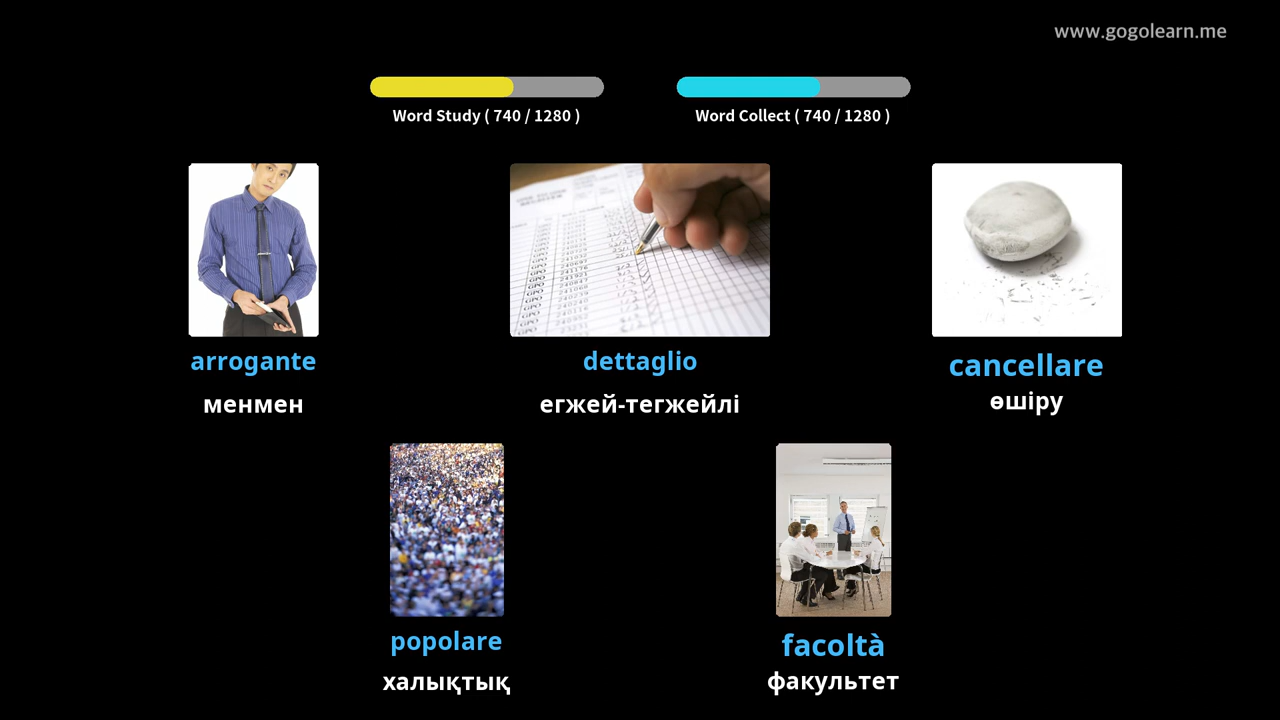 www.gogolearn.me
Word Study ( 740 / 1280 )
Word Collect ( 740 / 1280 )
arrogante
dettaglio
cancellare
менмен
егжей-тегжейлі
өшіру
popolare
facoltà
халықтық
факультет